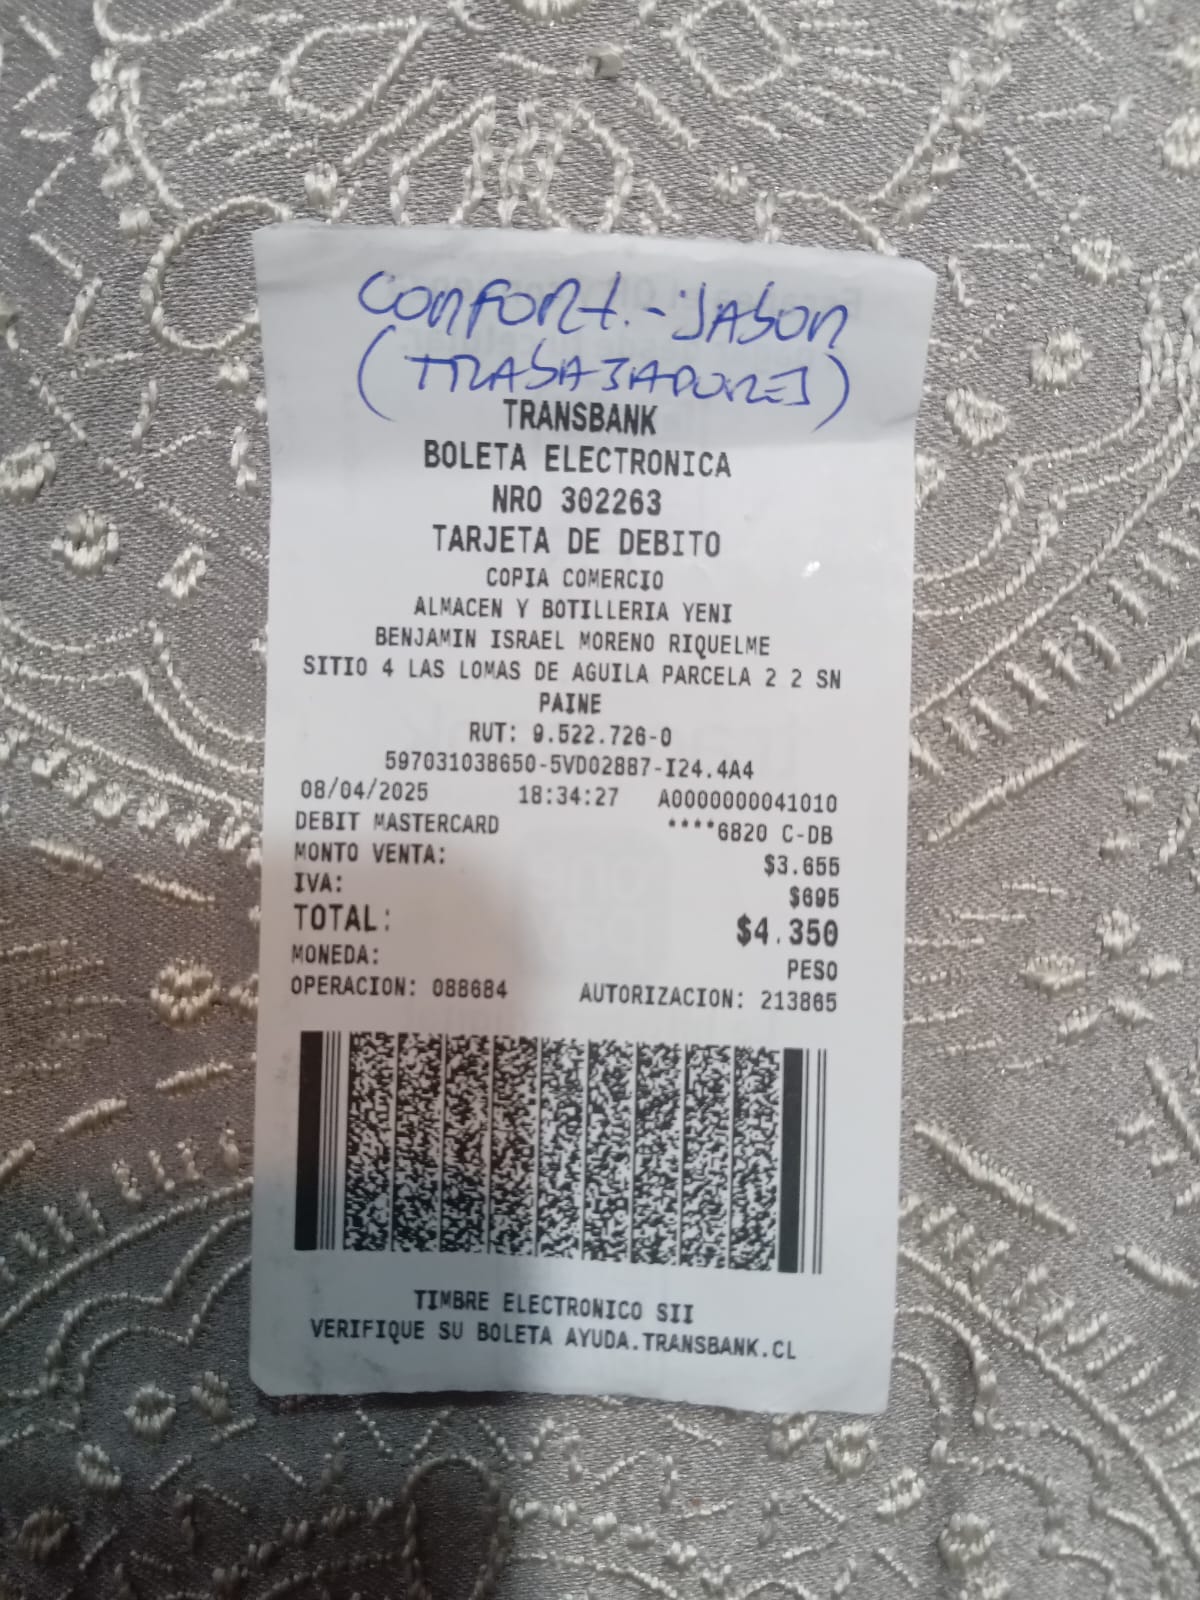 CONFORT.-JABON
(TRABAJADORES)
TRANSBANK
BOLETA ELECTRONICA
NRO 302263
TARJETA DE DEBITO
COPIA COMERCIO
ALMACEN Y BOTILLERIA YENI
BENJAMIN ISRAEL MORENO RIQUELME
SITIO 4 LAS LOMAS DE AGUILA PARCELA 2 2 SN
PAINE
RUT: 9.522.726-0
597031038650-5VD02887-I24.4A4
08/04/2025 18:34:27 A0000000041010
DEBIT MASTERCARD ****6820 C-DB
MONTO VENTA: $3.655
IVA: $695
TOTAL: $4.350
MONEDA: PESO
OPERACION: 088684 AUTORIZACION: 213865
TIMBRE ELECTRONICO SII
VERIFIQUE SU BOLETA AYUDA.TRANSBANK.CL